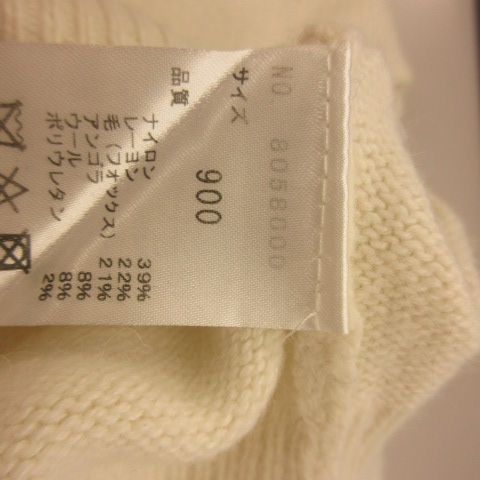 NO. 8058000
サイズ 900
品質
ナイロン 39%
レーヨン 22%
毛(フオックス) 21%
アンゴラ 8%
ウール 8%
ポリウレタン 2%